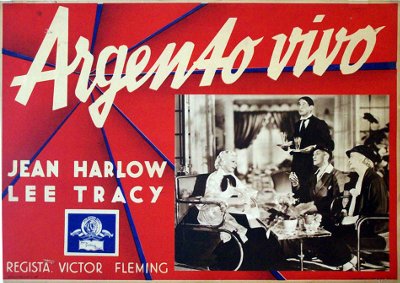 Argento vivo
JEAN HARLOW
LEE TRACY
REGISTA: VICTOR FLEMING